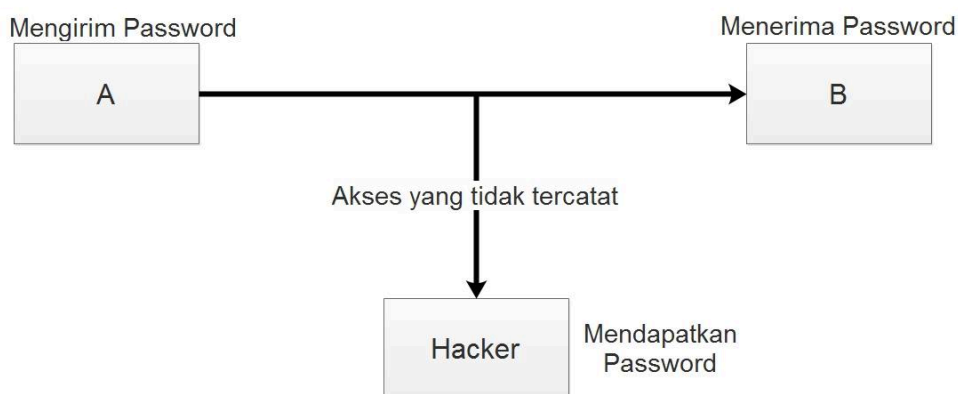 Mengirim Password
Menerima Password
A
B
Akses yang tidak tercatat
Hacker
Mendapatkan
Password